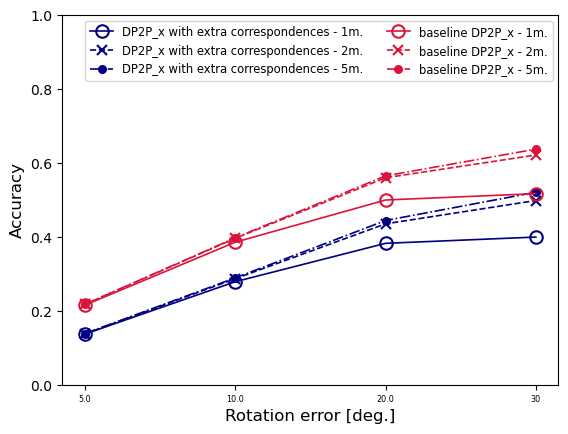 DP2P_x with extra correspondences - 1m.
DP2P_x with extra correspondences - 2m.
DP2P_x with extra correspondences - 5m.
baseline DP2P_x - 1m.
baseline DP2P_x - 2m.
baseline DP2P_x - 5m.
1.0
0.8
0.6
0.4
0.2
0.0
Accuracy
5.0
10.0
20.0
30
Rotation error [deg.]